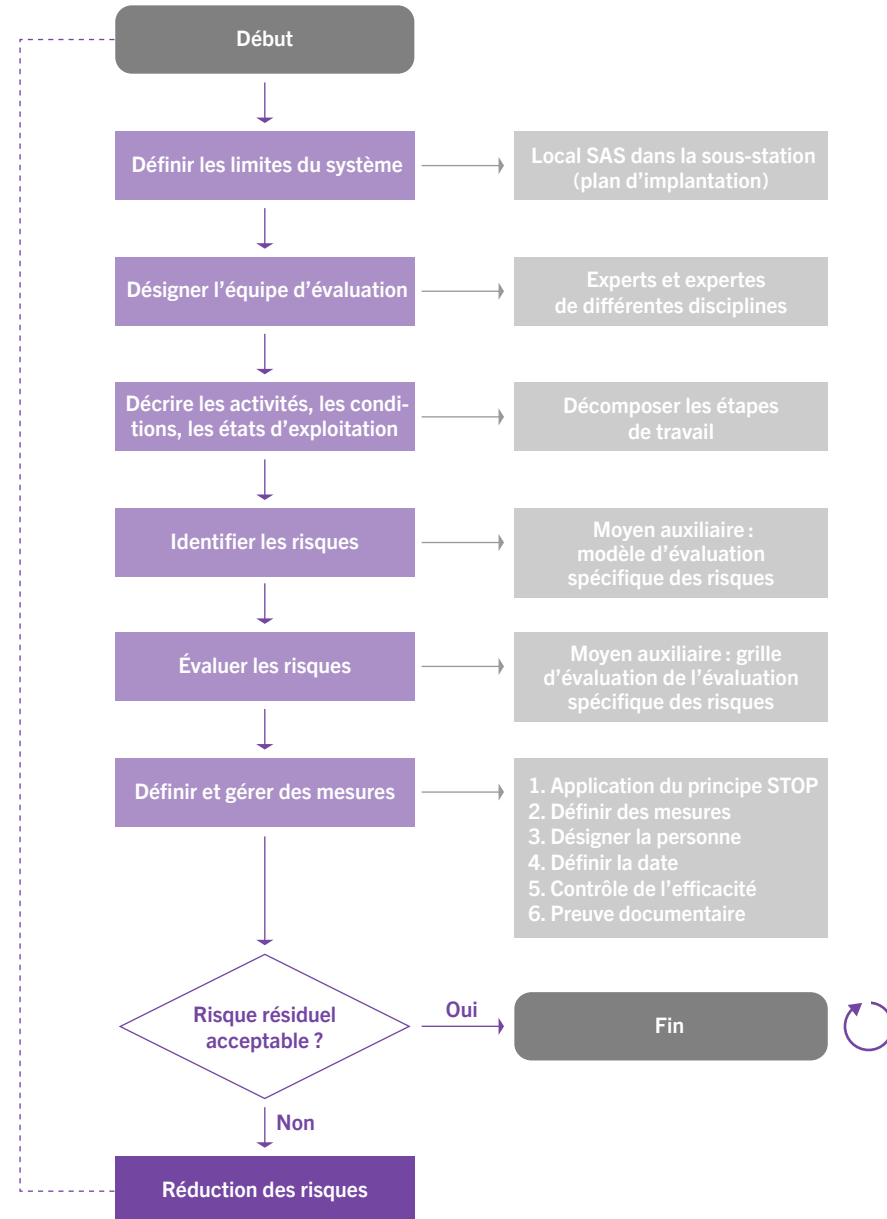 Début
Définir les limites du système
Local SAS dans la sous-station
(plan d’implantation)
Désigner l’équipe d’évaluation
Experts et expertes
de différentes disciplines
Décrire les activités, les condi-
tions, les états d’exploitation
Décomposer les étapes
de travail
Identifier les risques
Moyen auxiliaire :
modèle d’évaluation
spécifique des risques
Évaluer les risques
Moyen auxiliaire : grille
d’évaluation de l’évaluation
spécifique des risques
Définir et gérer des mesures
1. Application du principe STOP
2. Définir des mesures
3. Désigner la personne
4. Définir la date
5. Contrôle de l’efficacité
6. Preuve documentaire
Risque résiduel
acceptable ?
Oui
Fin
Non
Réduction des risques